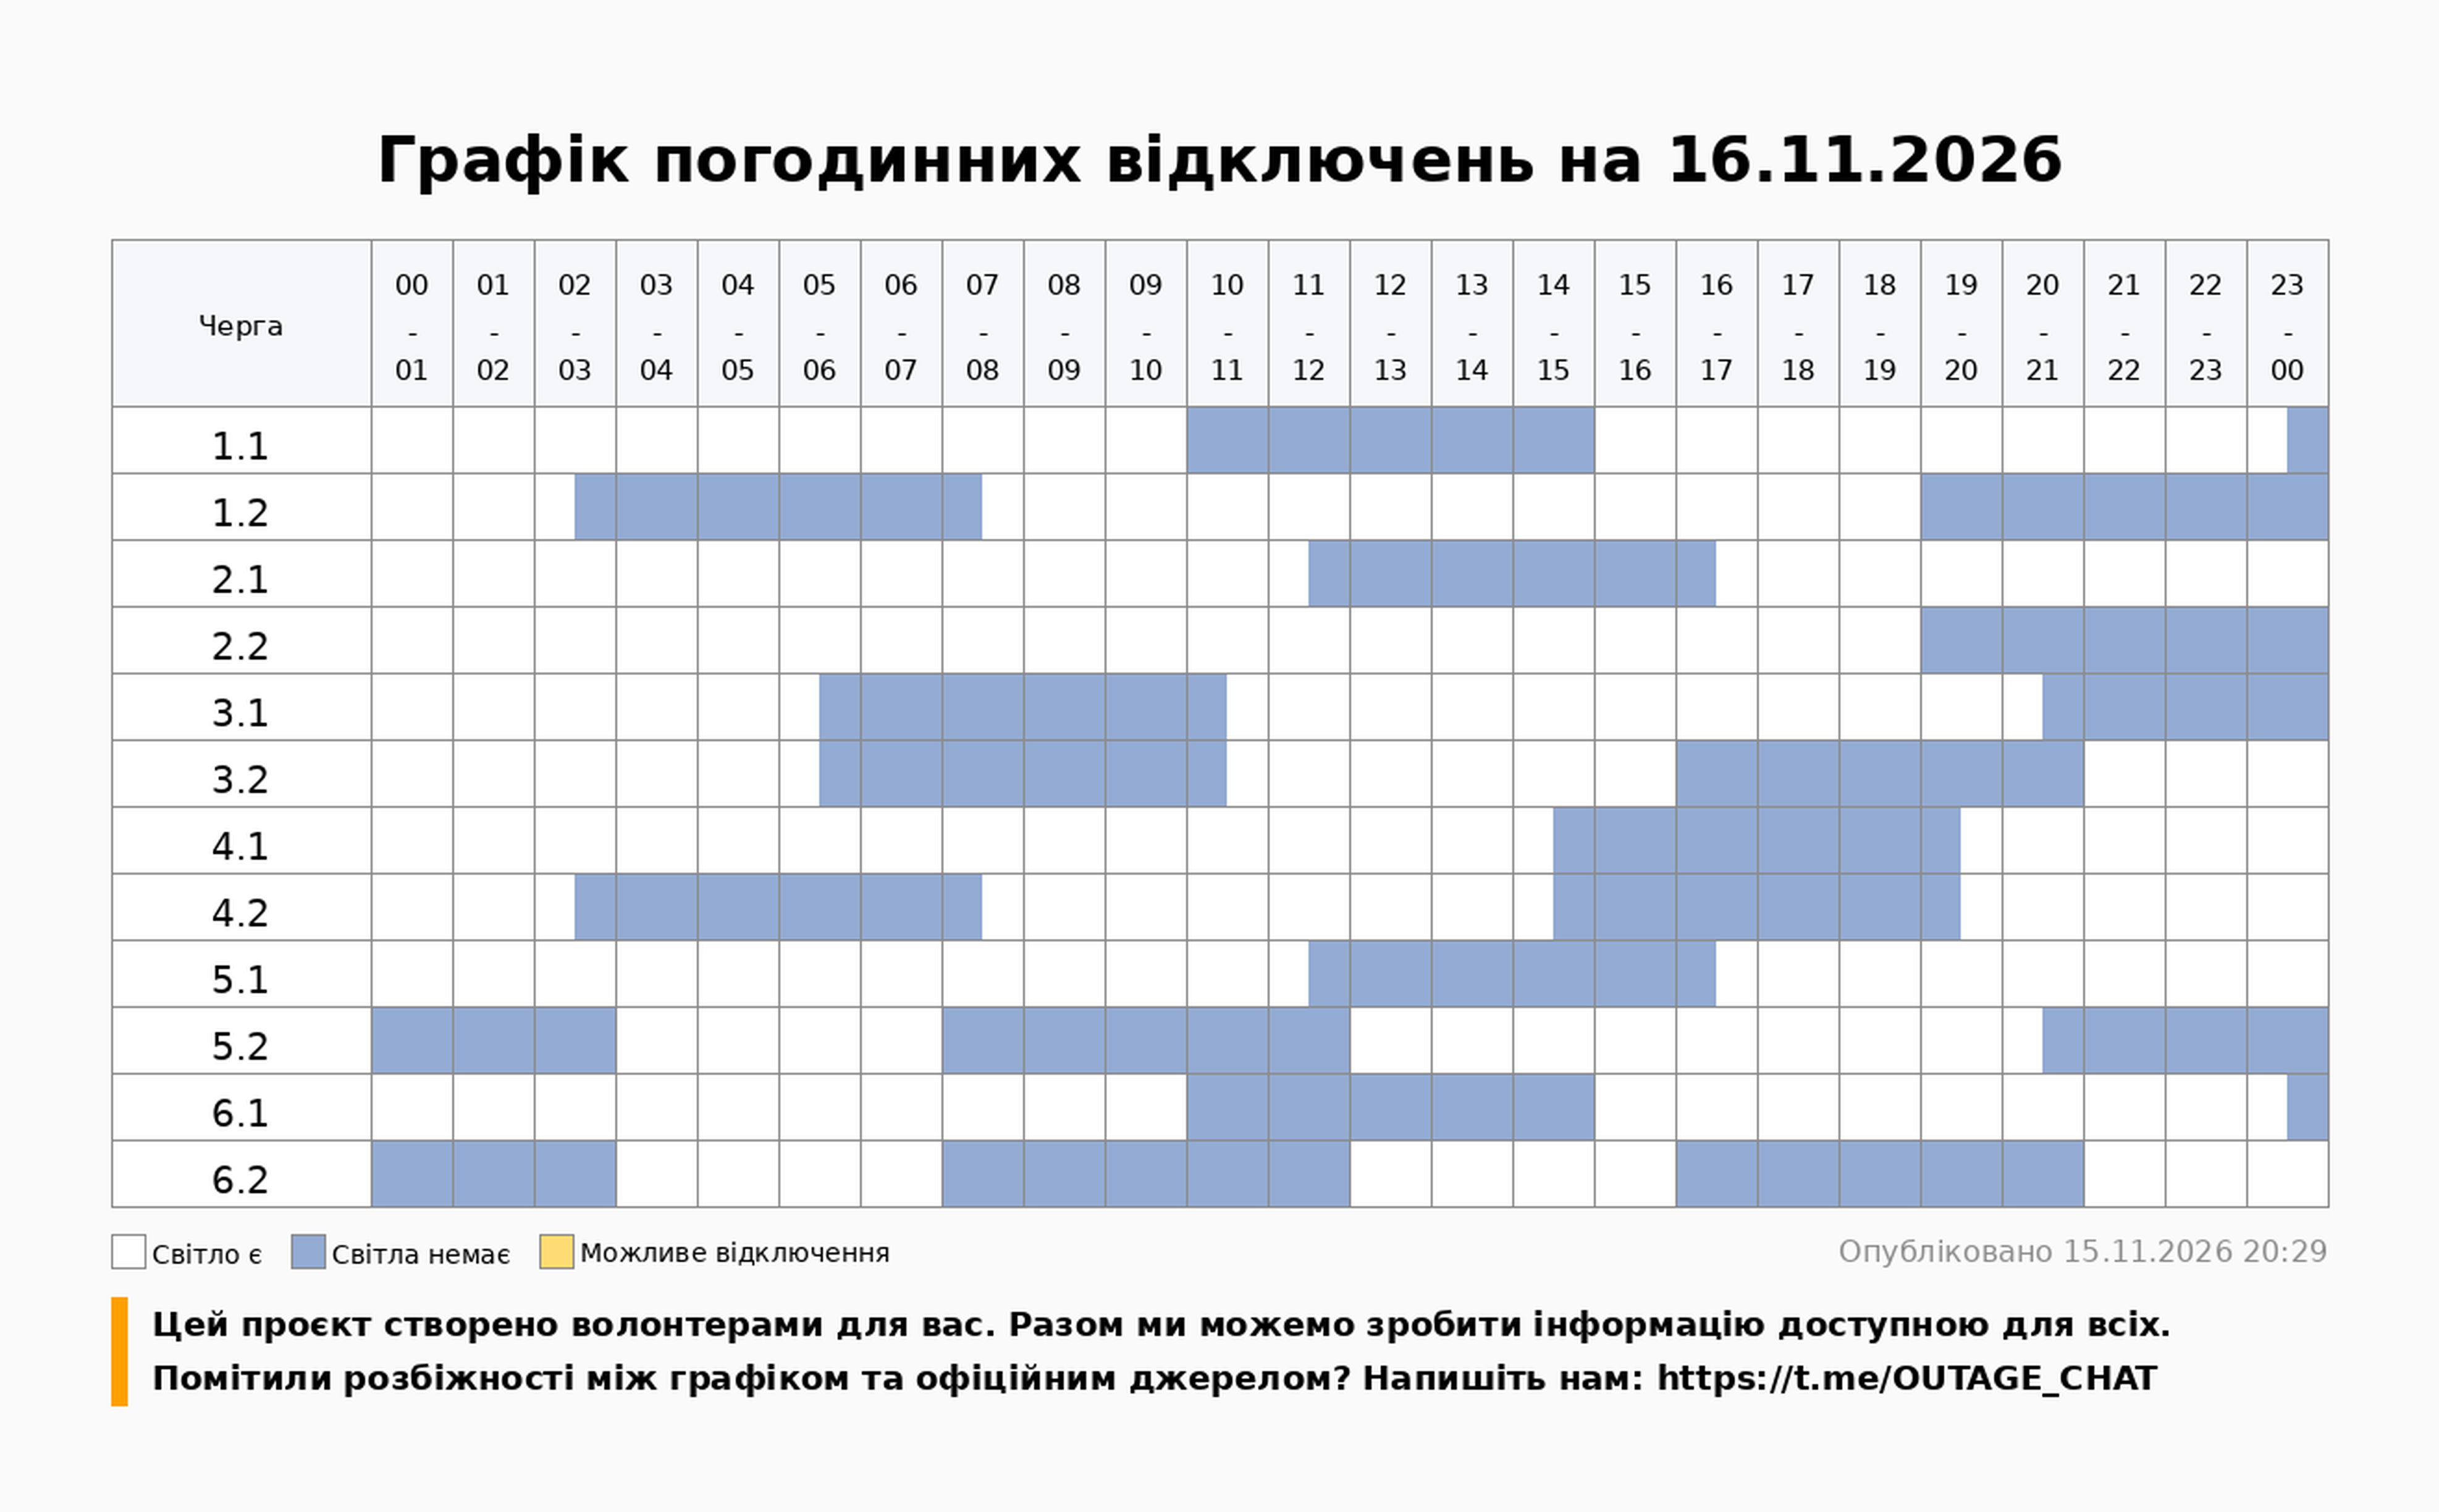 Графік погодинних відключень на 16.11.2026
Черга
00 - 01
01 - 02
02 - 03
03 - 04
04 - 05
05 - 06
06 - 07
07 - 08
08 - 09
09 - 10
10 - 11
11 - 12
12 - 13
13 - 14
14 - 15
15 - 16
16 - 17
17 - 18
18 - 19
19 - 20
20 - 21
21 - 22
22 - 23
23 - 00
1.1
1.2
2.1
2.2
3.1
3.2
4.1
4.2
5.1
5.2
6.1
6.2
Світло є
Світла немає
Можливе відключення
Опубліковано 15.11.2026 20:29
Цей проєкт створено волонтерами для вас. Разом ми можемо зробити інформацію доступною для всіх.
Помітили розбіжності між графіком та офіційним джерелом? Напишіть нам: https://t.me/OUTAGE_CHAT